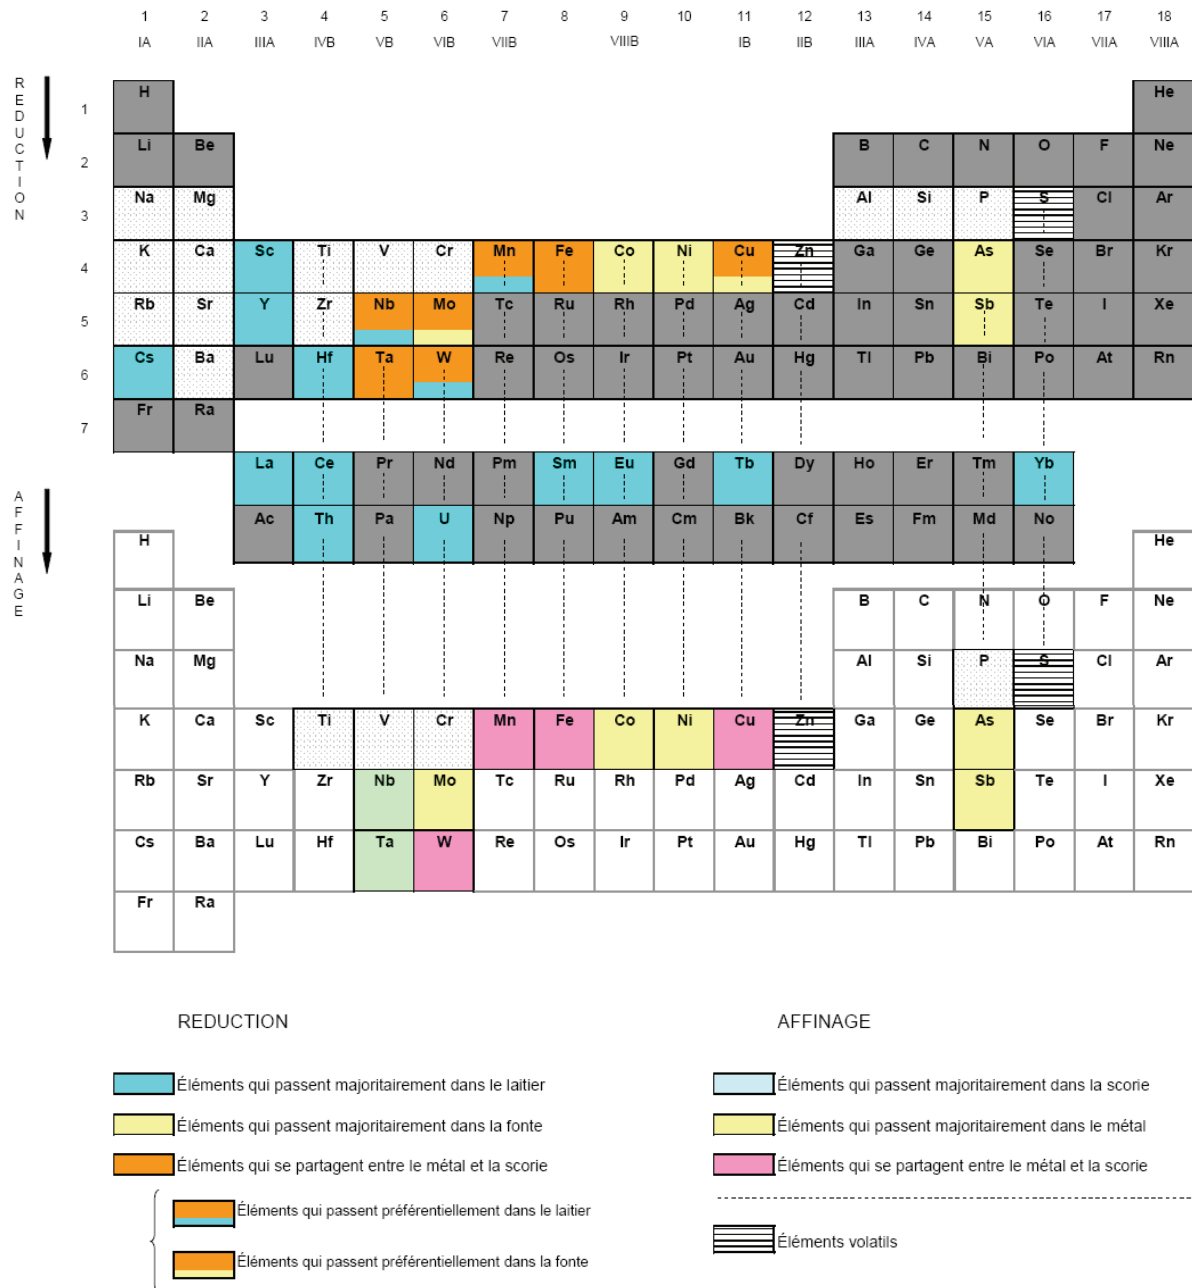 1 2 3 4 5 6 7 8 9 10 11 12 13 14 15 16 17 18
IA IIA IIIA IVB VB VIB VIIB VIIIB IB IIB IIIA IVA VA VIA VIIA VIIIA
REDUCTION
1 H He
2 Li Be B C N O F Ne
3 Na Mg Al Si P S Cl Ar
4 K Ca Sc Ti V Cr Mn Fe Co Ni Cu Zn Ga Ge As Se Br Kr
5 Rb Sr Y Zr Nb Mo Tc Ru Rh Pd Ag Cd In Sn Sb Te I Xe
6 Cs Ba Lu Hf Ta W Re Os Ir Pt Au Hg Tl Pb Bi Po At Rn
7 Fr Ra
La Ce Pr Nd Pm Sm Eu Gd Tb Dy Ho Er Tm Yb
Ac Th Pa U Np Pu Am Cm Bk Cf Es Fm Md No
AFFINAGE
H He
Li Be B C N O F Ne
Na Mg Al Si P S Cl Ar
K Ca Sc Ti V Cr Mn Fe Co Ni Cu Zn Ga Ge As Se Br Kr
Rb Sr Y Zr Nb Mo Tc Ru Rh Pd Ag Cd In Sn Sb Te I Xe
Cs Ba Lu Hf Ta W Re Os Ir Pt Au Hg Tl Pb Bi Po At Rn
Fr Ra
REDUCTION
Éléments qui passent majoritairement dans le laitier
Éléments qui passent majoritairement dans la fonte
Éléments qui se partagent entre le métal et la scorie
Éléments qui passent préférentiellement dans le laitier
Éléments qui passent préférentiellement dans la fonte
AFFINAGE
Éléments qui passent majoritairement dans la scorie
Éléments qui passent majoritairement dans le métal
Éléments qui se partagent entre le métal et la scorie
Éléments volatils